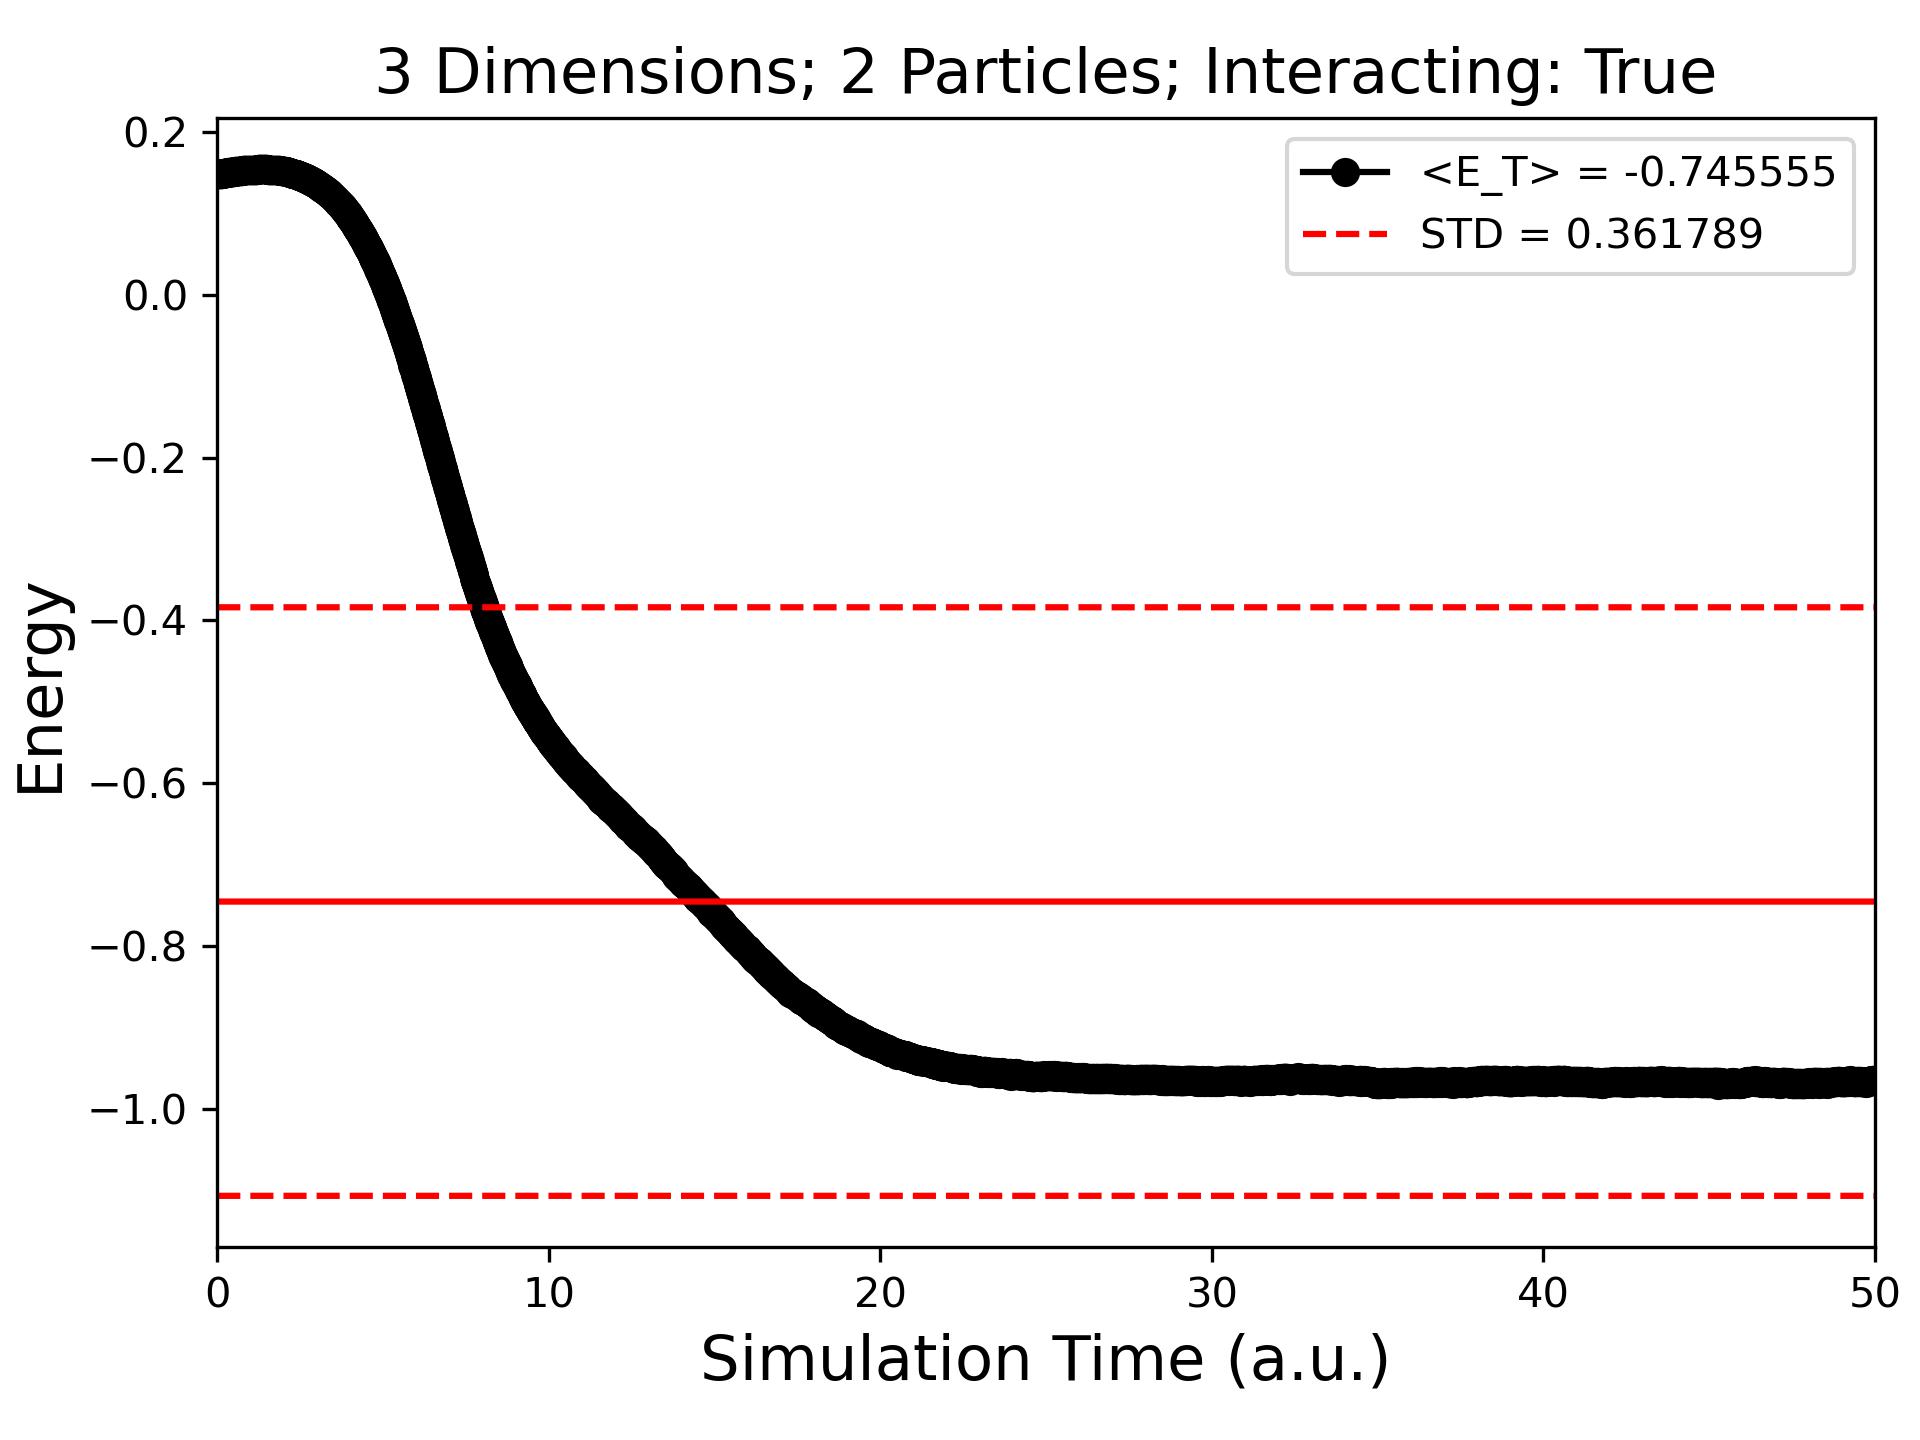 3 Dimensions; 2 Particles; Interacting: True
<E_T> = -0.745555
STD = 0.361789
Energy
0.2
0.0
−0.2
−0.4
−0.6
−0.8
−1.0
0 10 20 30 40 50
Simulation Time (a.u.)